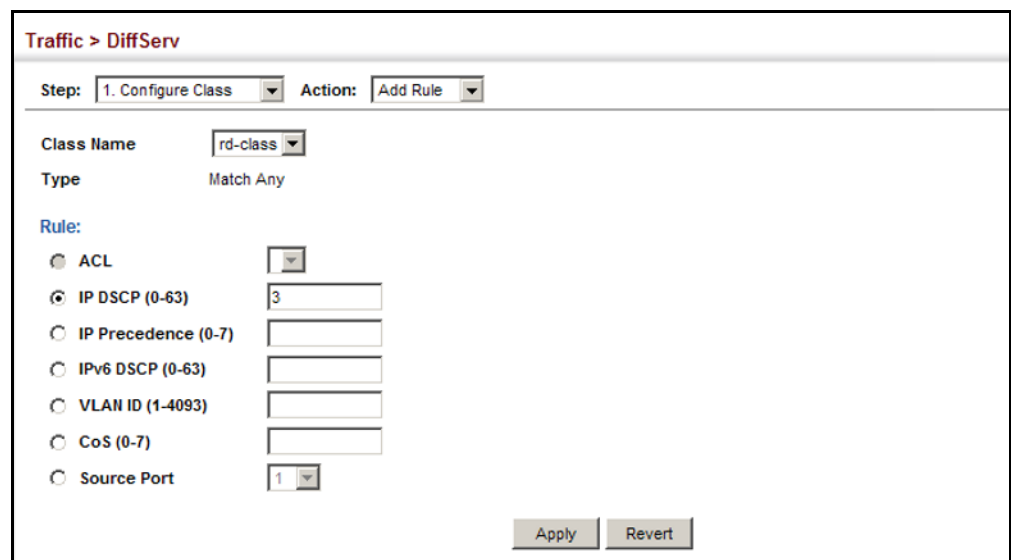 Traffic > DiffServ
Step: 1. Configure Class Action: Add Rule
Class Name rd-class
Type Match Any
Rule:
ACL
IP DSCP (0-63) 3
IP Precedence (0-7)
IPv6 DSCP (0-63)
VLAN ID (1-4093)
CoS (0-7)
Source Port 1
Apply Revert